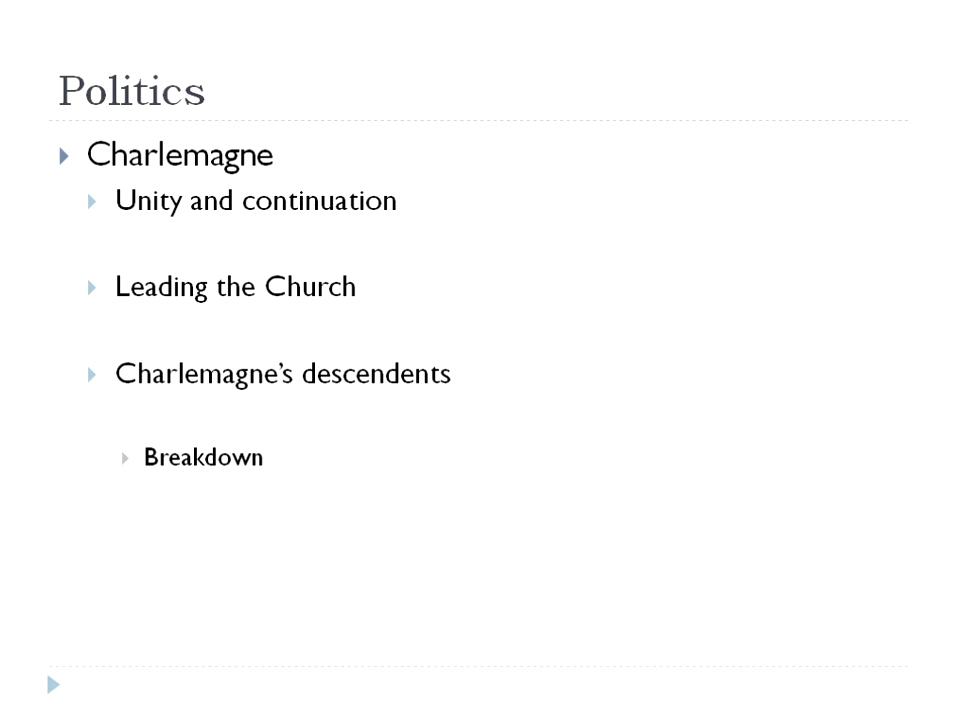 Politics
Charlemagne
Unity and continuation
Leading the Church
Charlemagne's descendents
Breakdown